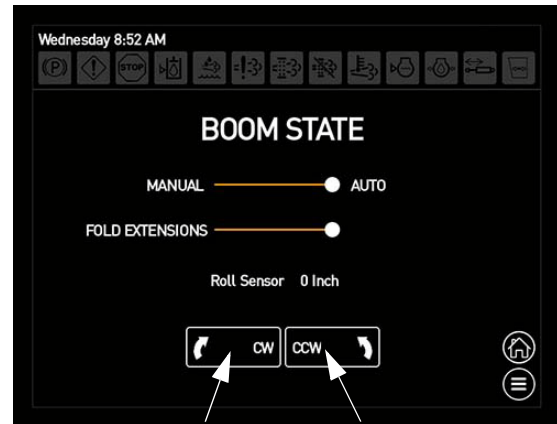 Wednesday 8:52 AM
(P) STOP
BOOM STATE
MANUAL AUTO
FOLD EXTENSIONS
Roll Sensor 0 Inch
CW CCW